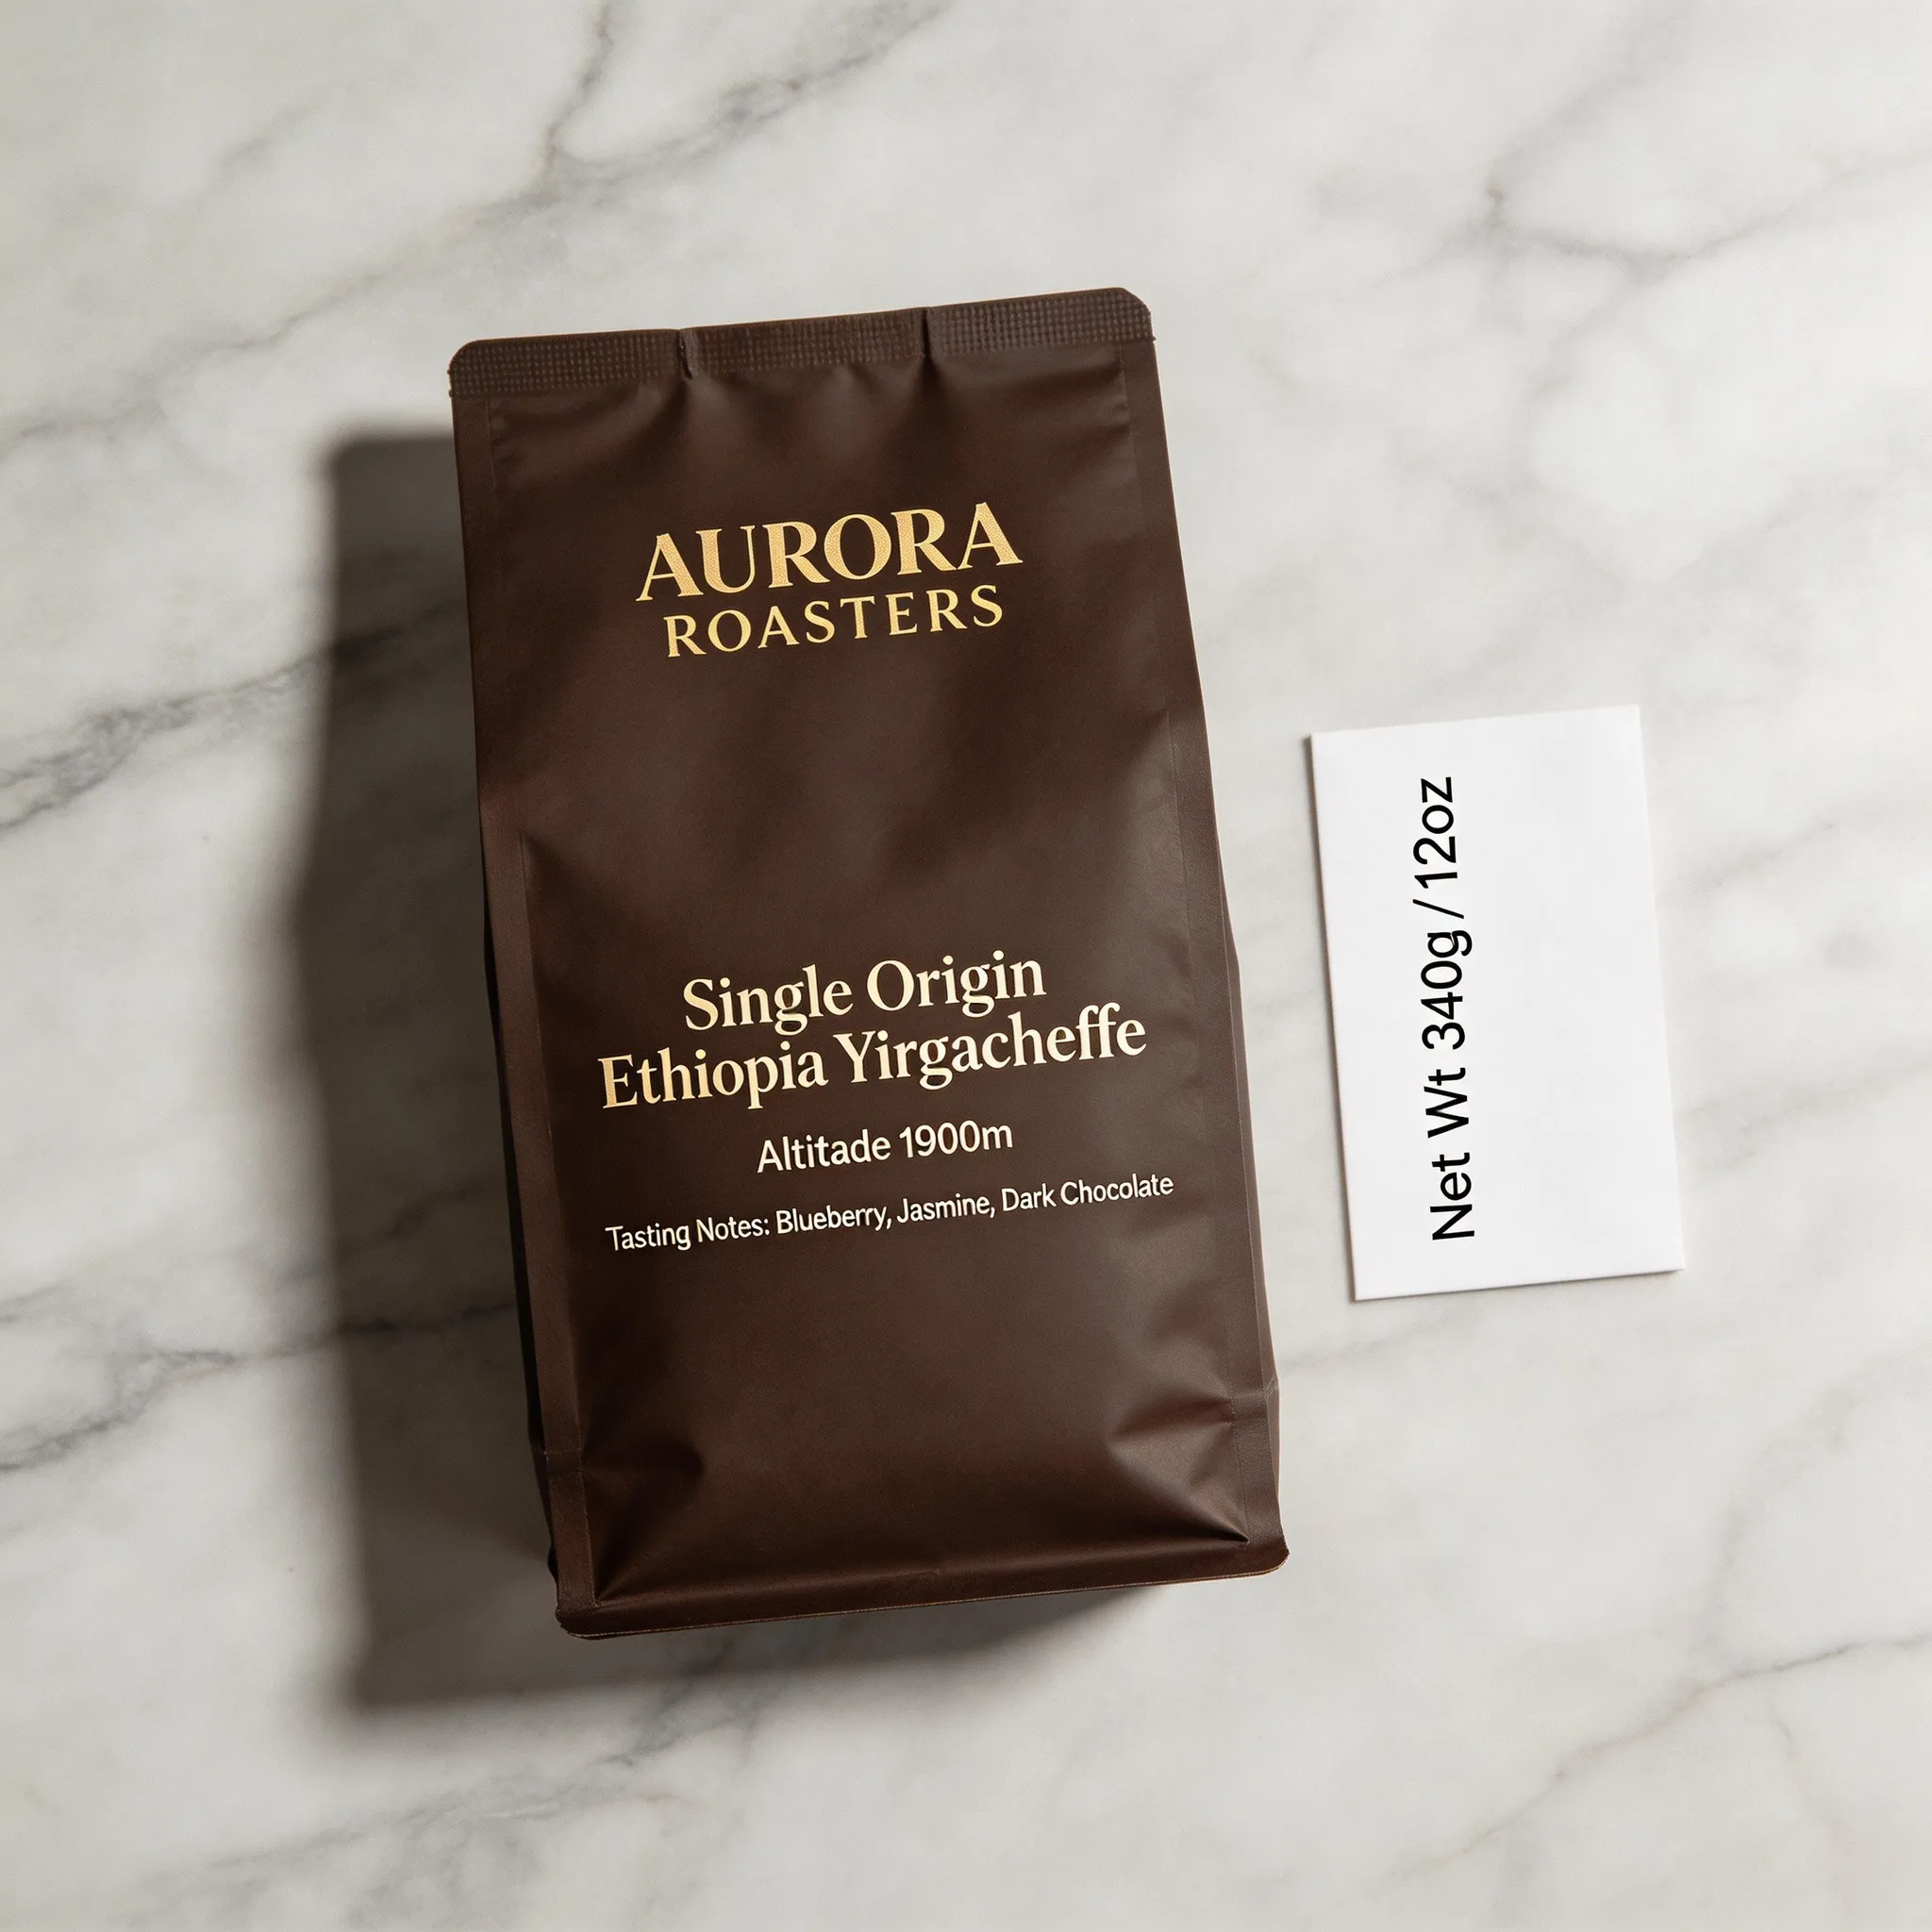 AURORA
ROASTERS
Single Origin
Ethiopia Yirgacheffe
Altitade 1900m
Tasting Notes: Blueberry, Jasmine, Dark Chocolate
Net Wt 340g / 12oz